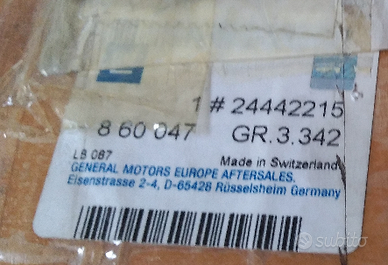 1 # 24442215
8 60 047 GR.3.342
LB 087 Made in Switzerland
GENERAL MOTORS EUROPE AFTERSALES.
Eisenstrasse 2-4, D-65428 Rüsselsheim Germany
subito